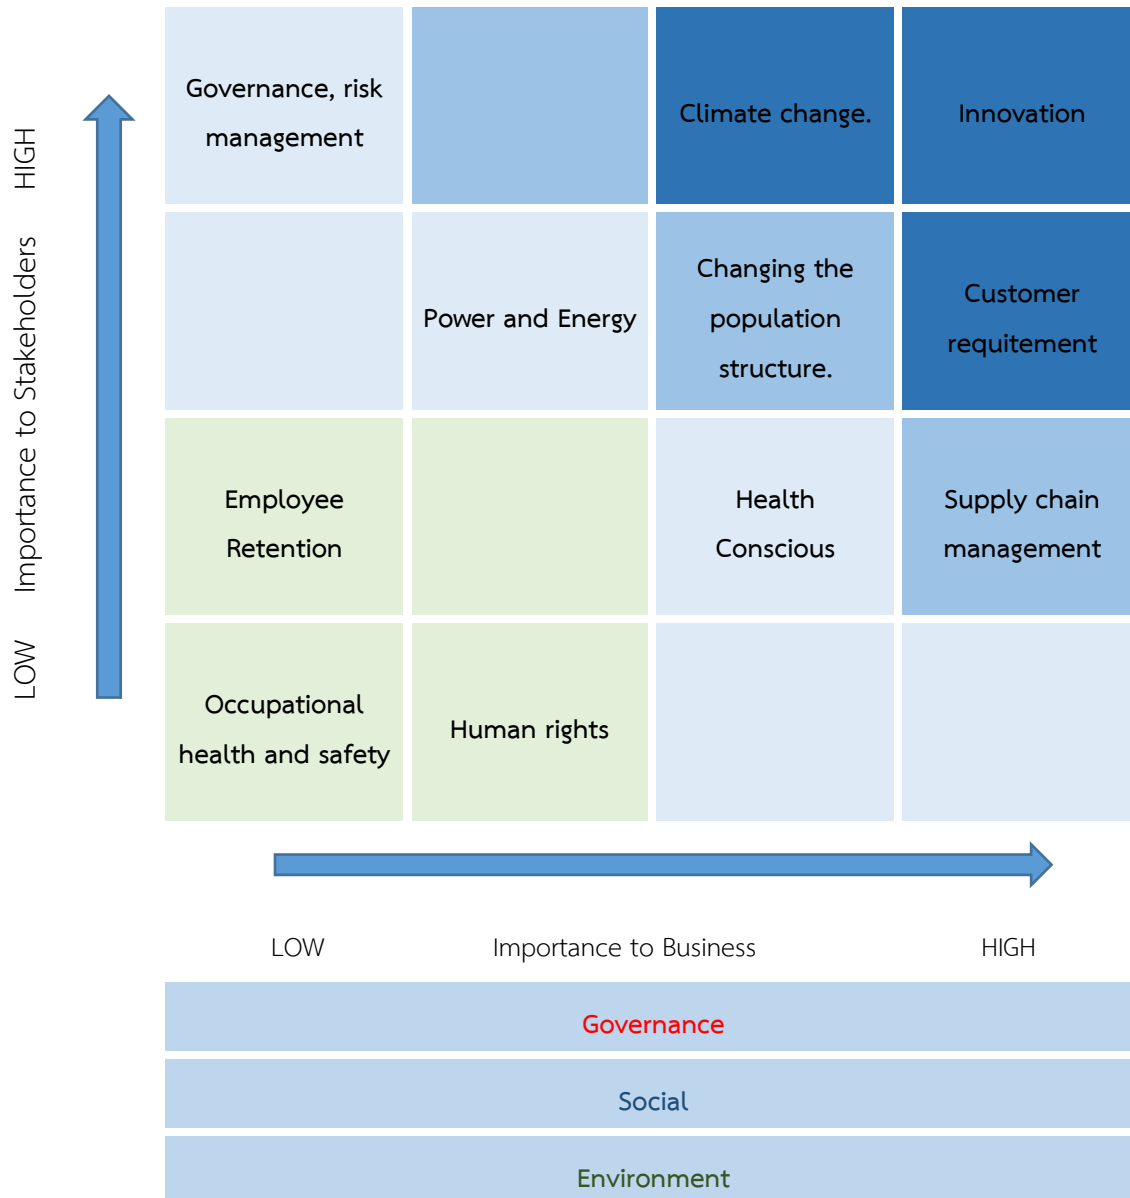 HIGH
Importance to Stakeholders
LOW
Governance, risk
management
Climate change.
Innovation
Power and Energy
Changing the
population
structure.
Customer
requitement
Employee
Retention
Health
Conscious
Supply chain
management
Occupational
health and safety
Human rights
LOW
Importance to Business
HIGH
Governance
Social
Environment